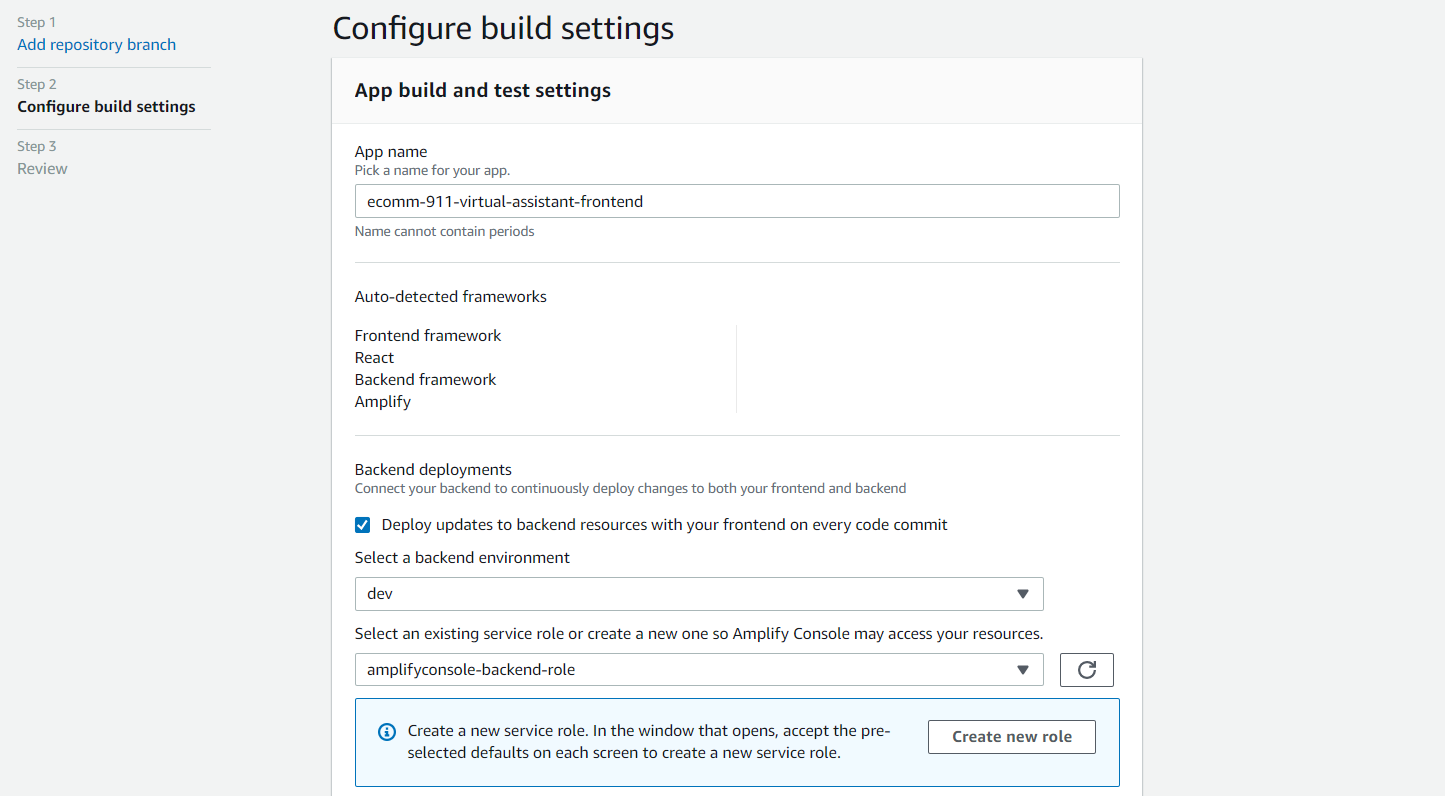 Step 1
Add repository branch
Step 2
Configure build settings
Step 3
Review
Configure build settings
App build and test settings
App name
Pick a name for your app.
ecomm-911-virtual-assistant-frontend
Name cannot contain periods
Auto-detected frameworks
Frontend framework
React
Backend framework
Amplify
Backend deployments
Connect your backend to continuously deploy changes to both your frontend and backend
Deploy updates to backend resources with your frontend on every code commit
Select a backend environment
dev
Select an existing service role or create a new one so Amplify Console may access your resources.
amplifyconsole-backend-role
Create a new service role. In the window that opens, accept the pre-
selected defaults on each screen to create a new service role.
Create new role